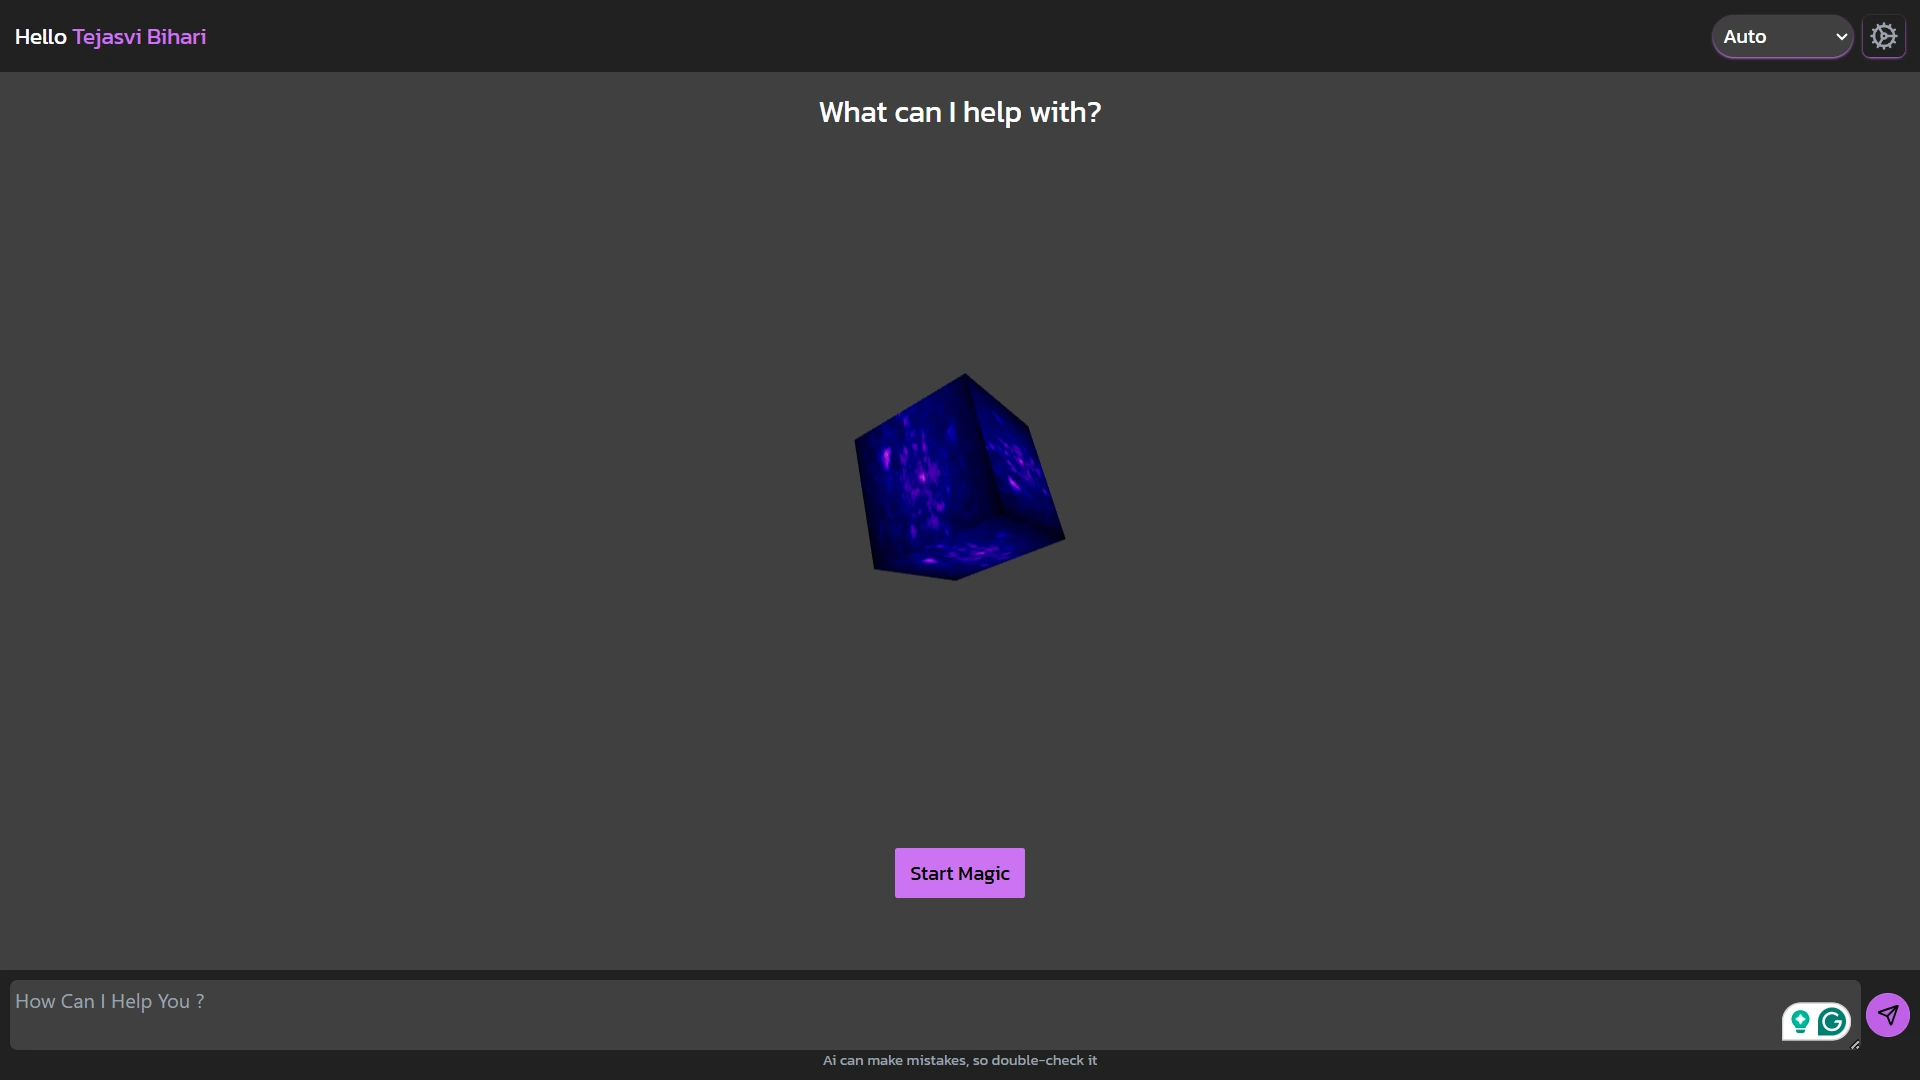 Hello Tejasvi Bihari
Auto
What can I help with?
Start Magic
How Can I Help You ?
Ai can make mistakes, so double-check it